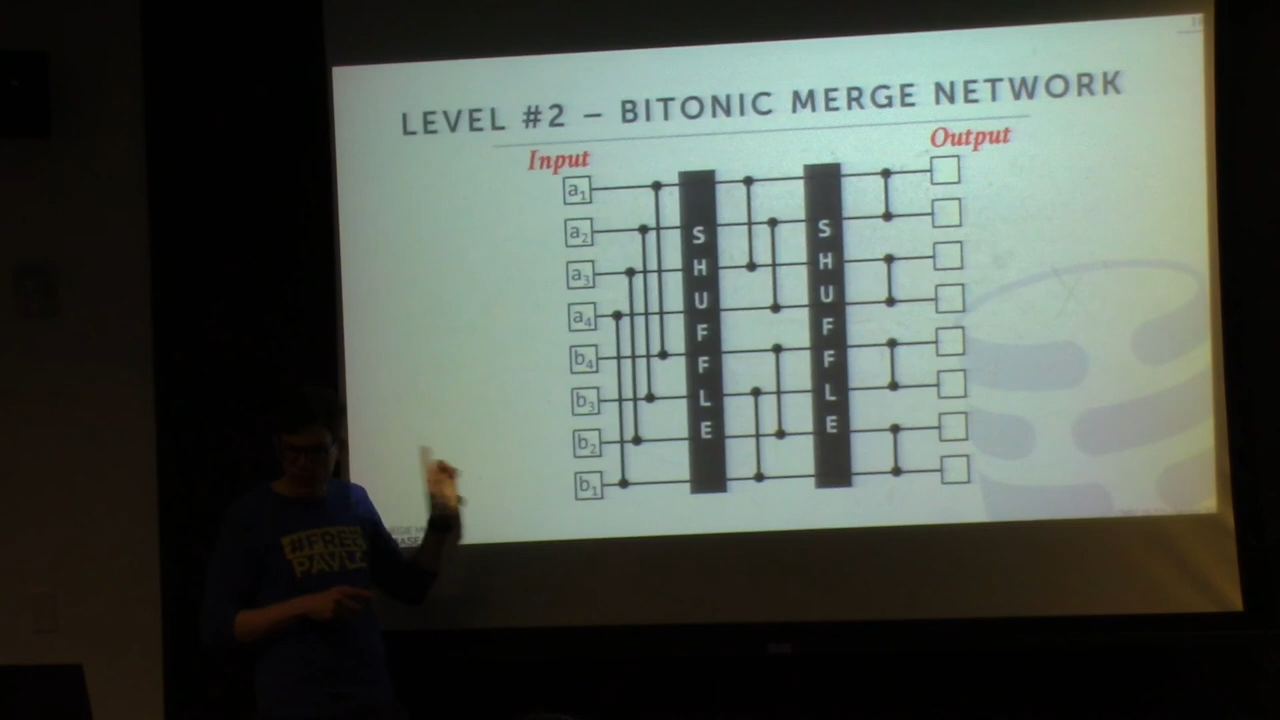 LEVEL #2 – BITONIC MERGE NETWORK
Input
Output
a1
a2
a3
a4
b4
b3
b2
b1
SHUFFLE
SHUFFLE
#FREE
PAVLO